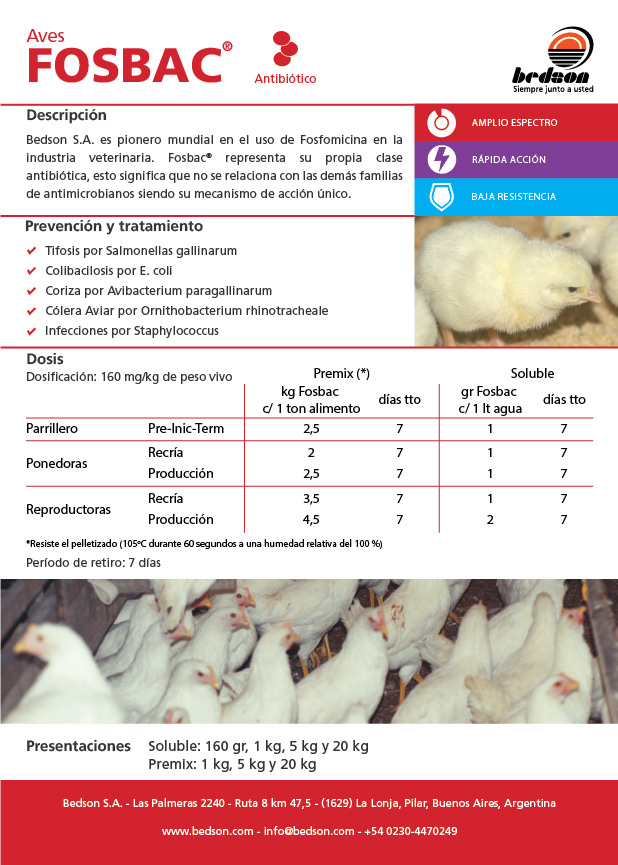 Aves
FOSBAC®
Antibiótico
bedson
Siempre junto a usted
Descripción
Bedson S.A. es pionero mundial en el uso de Fosfomicina en la
industria veterinaria. Fosbac® representa su propia clase
antibiótica, esto significa que no se relaciona con las demás familias
de antimicrobianos siendo su mecanismo de acción único.
AMPLIO ESPECTRO
RÁPIDA ACCIÓN
BAJA RESISTENCIA
Prevención y tratamiento
Tifosis por Salmonellas gallinarum
Colibacilosis por E. coli
Coriza por Avibacterium paragallinarum
Cólera Aviar por Ornithobacterium rhinotracheale
Infecciones por Staphylococcus
Dosis
Dosificación: 160 mg/kg de peso vivo
Premix (*) Soluble
kg Fosbac
c/ 1 ton alimento días tto gr Fosbac
c/ 1 lt agua días tto
Parrillero Pre-Inic-Term 2,5 7 1 7
Ponedoras
Recría 2 7 1 7
Producción 2,5 7 1 7
Reproductoras
Recría 3,5 7 1 7
Producción 4,5 7 2 7
*Resiste el pelletizado (105ºC durante 60 segundos a una humedad relativa del 100 %)
Período de retiro: 7 días
Presentaciones Soluble: 160 gr, 1 kg, 5 kg y 20 kg
Premix: 1 kg, 5 kg y 20 kg
Bedson S.A. - Las Palmeras 2240 - Ruta 8 km 47,5 - (1629) La Lonja, Pilar, Buenos Aires, Argentina
www.bedson.com - info@bedson.com - +54 0230-4470249